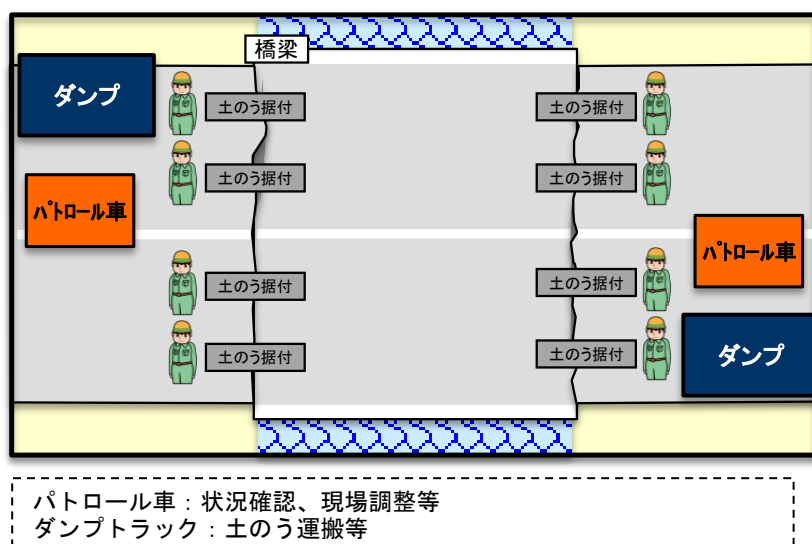 橋梁
ダンプ
土のう据付
土のう据付
土のう据付
土のう据付
パトロール車
パトロール車
土のう据付
土のう据付
土のう据付
土のう据付
ダンプ
パトロール車：状況確認、現場調整等
ダンプトラック：土のう運搬等